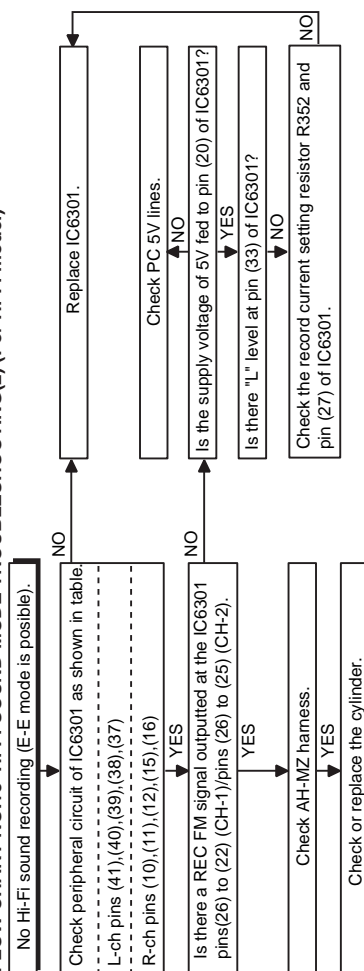 No Hi-Fi sound recording (E-E mode is posible).
Check peripheral circuit of IC6301 as shown in table.
L-ch pins (41),(40),(39),(38),(37)
R-ch pins (10),(11),(12),(15),(16)
NO
YES
Is there a REC FM signal outputted at the IC6301
pins(26) to (22) (CH-1)/pins (26) to (25) (CH-2).
NO
YES
Check AH-MZ harness.
YES
Check or replace the cylinder.
Replace IC6301.
Check PC 5V lines.
NO
Is the supply voltage of 5V fed to pin (20) of IC6301?
YES
Is there "L" level at pin (33) of IC6301?
NO
Check the record current setting resistor R352 and
pin (27) of IC6301.
NO